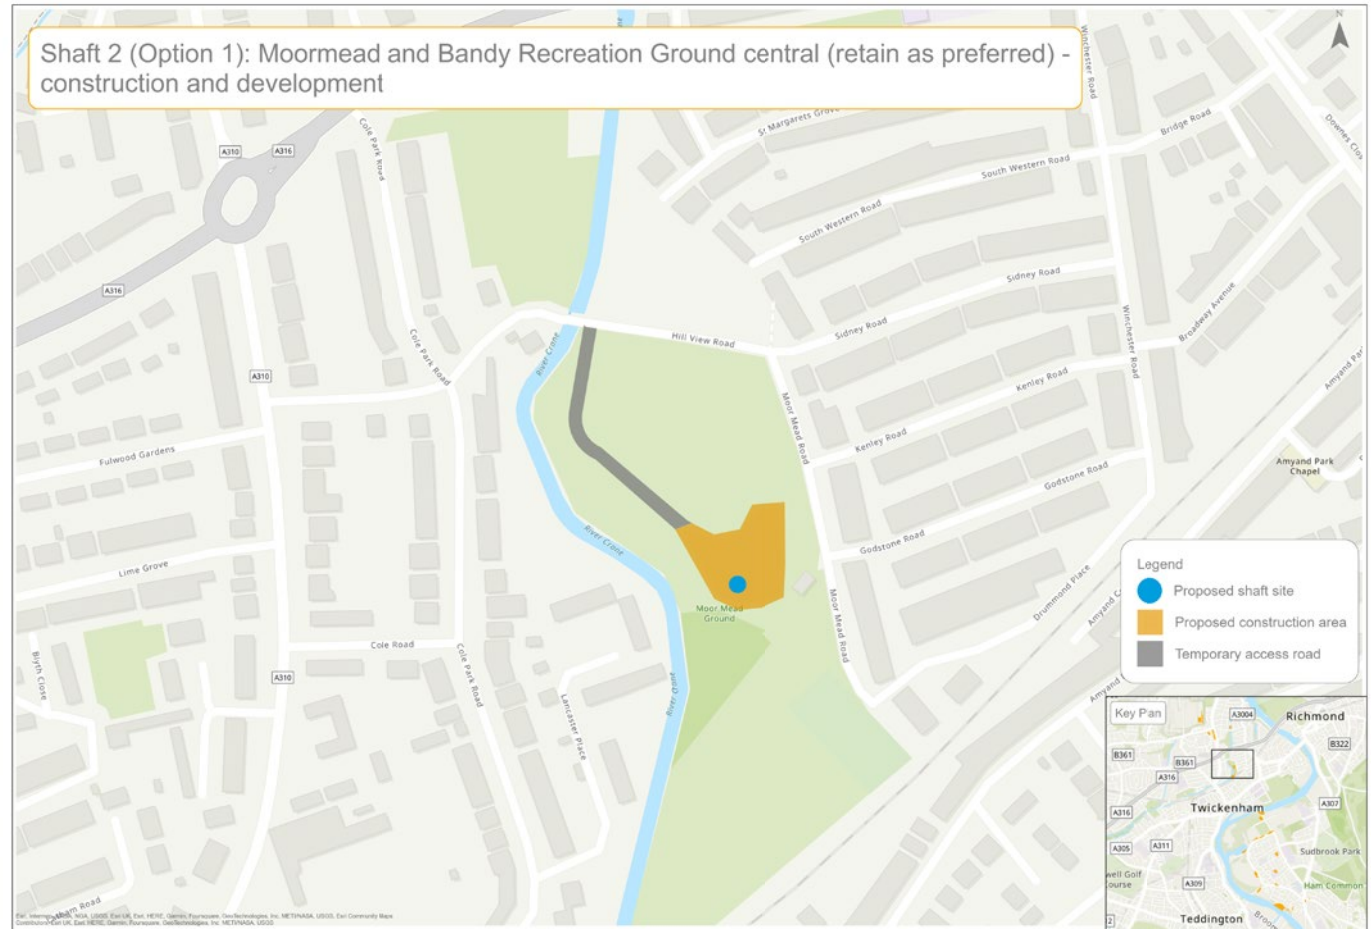 Shaft 2 (Option 1): Moormead and Bandy Recreation Ground central (retain as preferred) -
construction and development
N
A310
A316
A316
A310
A310
Cole Park Road
Cole Park Road
Cole Park Road
Cole Road
Fulwood Gardens
Lime Grove
Blyth Close
Lancaster Place
River Crane
River Crane
River Crane
Hill View Road
Moor Mead Road
Moor Mead Road
Moor Mead
Ground
St Margarets Grove
South Western Road
South Western Road
Sidney Road
Sidney Road
Kenley Road
Kenley Road
Godstone Road
Godstone Road
Winchester Road
Winchester Road
Bridge Road
Broadway Avenue
Drummond Place
Amyand Park
Chapel
Legend
Proposed shaft site
Proposed construction area
Temporary access road
Key Pan
A3004
Richmond
B361
B361
B322
A316
Twickenham
A307
A316
A305
A311
Sudbrook Park
Course
A309
Ham Common
Teddington